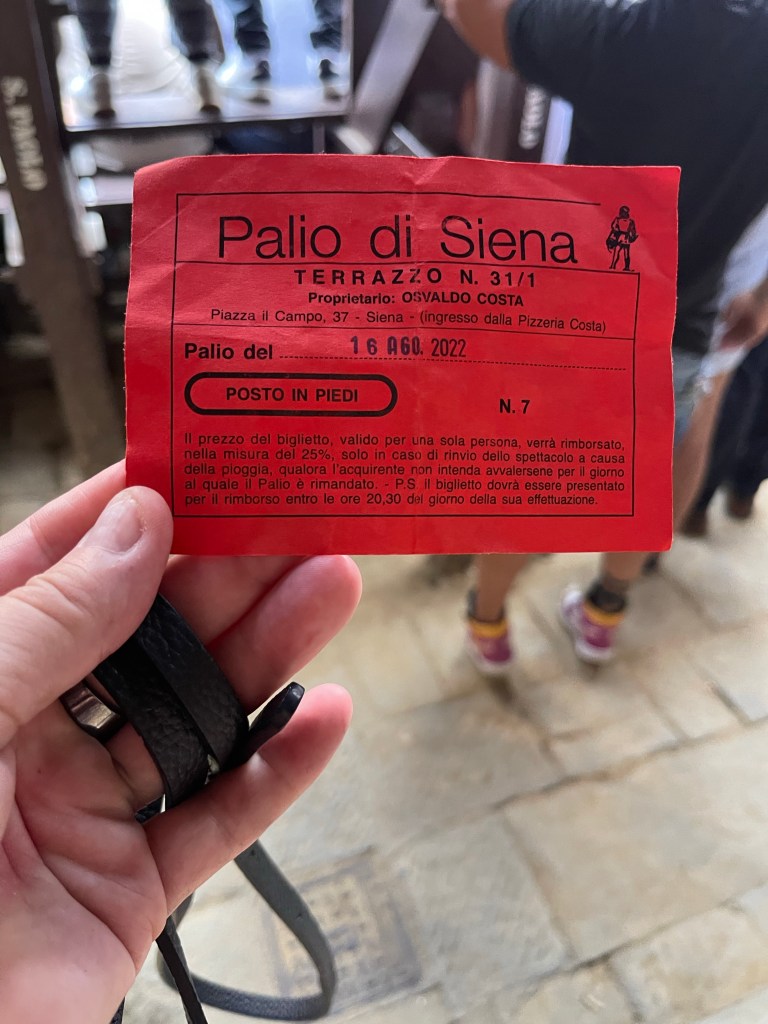 S. PAOLO
Palio di Siena
TERRAZZO N. 31/1
Proprietario: OSVALDO COSTA
Piazza il Campo, 37 - Siena - (ingresso dalla Pizzeria Costa)
Palio del 16 AGO. 2022
POSTO IN PIEDI
N. 7
Il prezzo del biglietto, valido per una sola persona, verrà rimborsato,
nella misura del 25%, solo in caso di rinvio dello spettacolo a causa
della pioggia, qualora l'acquirente non intenda avvalersene per il giorno
al quale il Palio è rimandato. - P.S. Il biglietto dovrà essere presentato
per il rimborso entro le ore 20,30 del giorno della sua effettuazione.